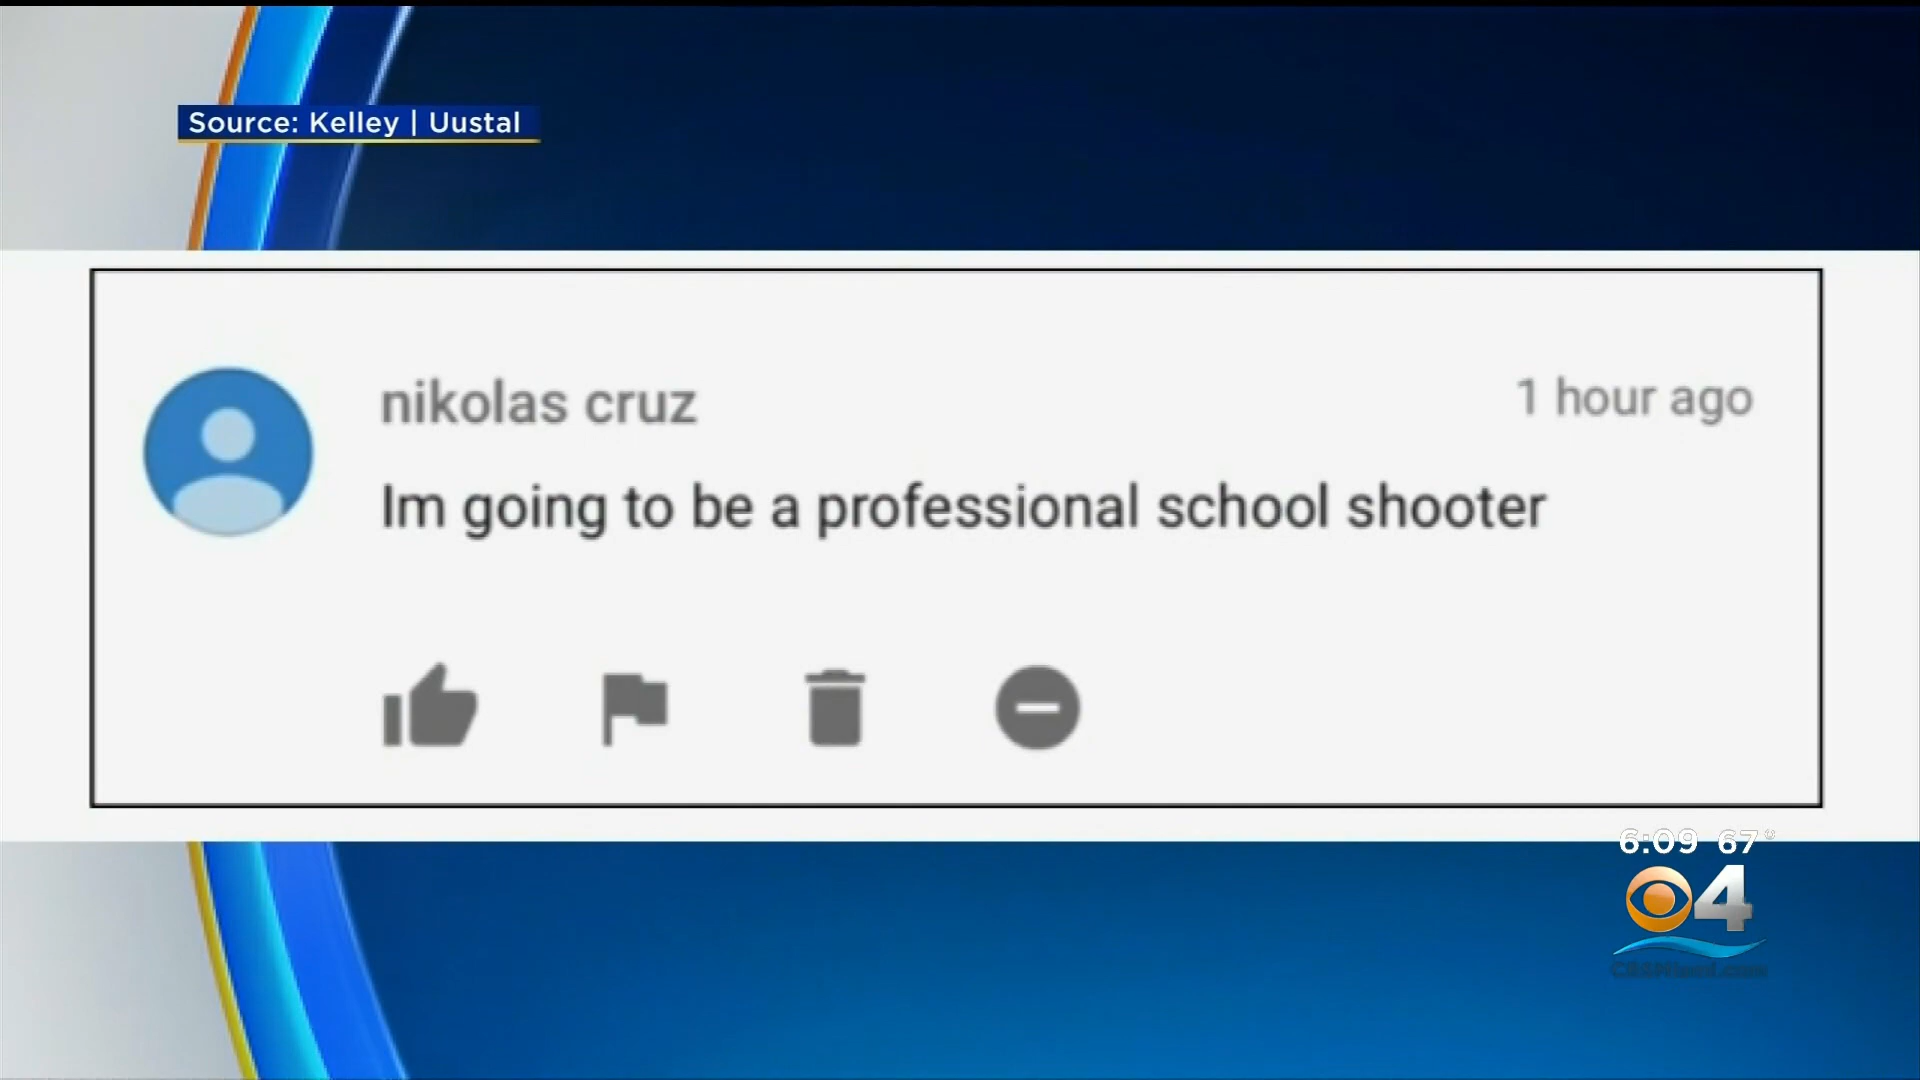 Source: Kelley | Uustal
nikolas cruz
1 hour ago
Im going to be a professional school shooter
6:09 67°
4
CBSMiami.com